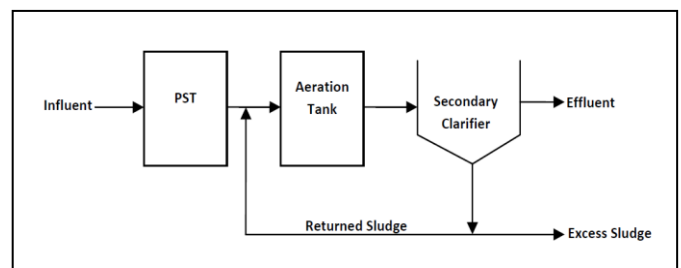 Influent
PST
Aeration
Tank
Secondary
Clarifier
Effluent
Returned Sludge
Excess Sludge